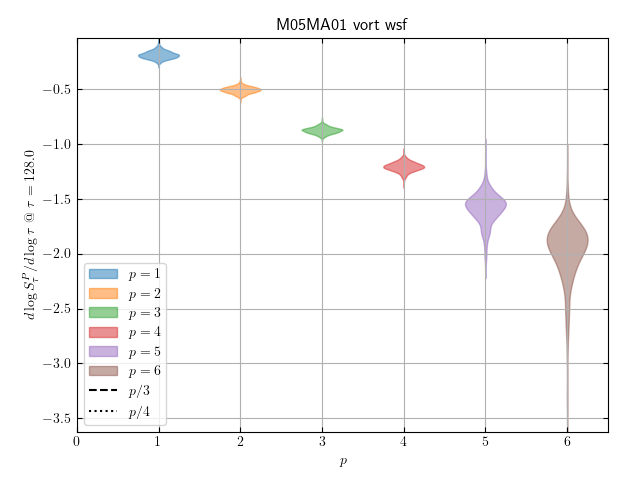 M05MA01 vort wsf
d log S_τ^p / d log τ @ τ = 128.0
−0.5
−1.0
−1.5
−2.0
−2.5
−3.0
−3.5
p = 1
p = 2
p = 3
p = 4
p = 5
p = 6
p/3
p/4
0 1 2 3 4 5 6
p